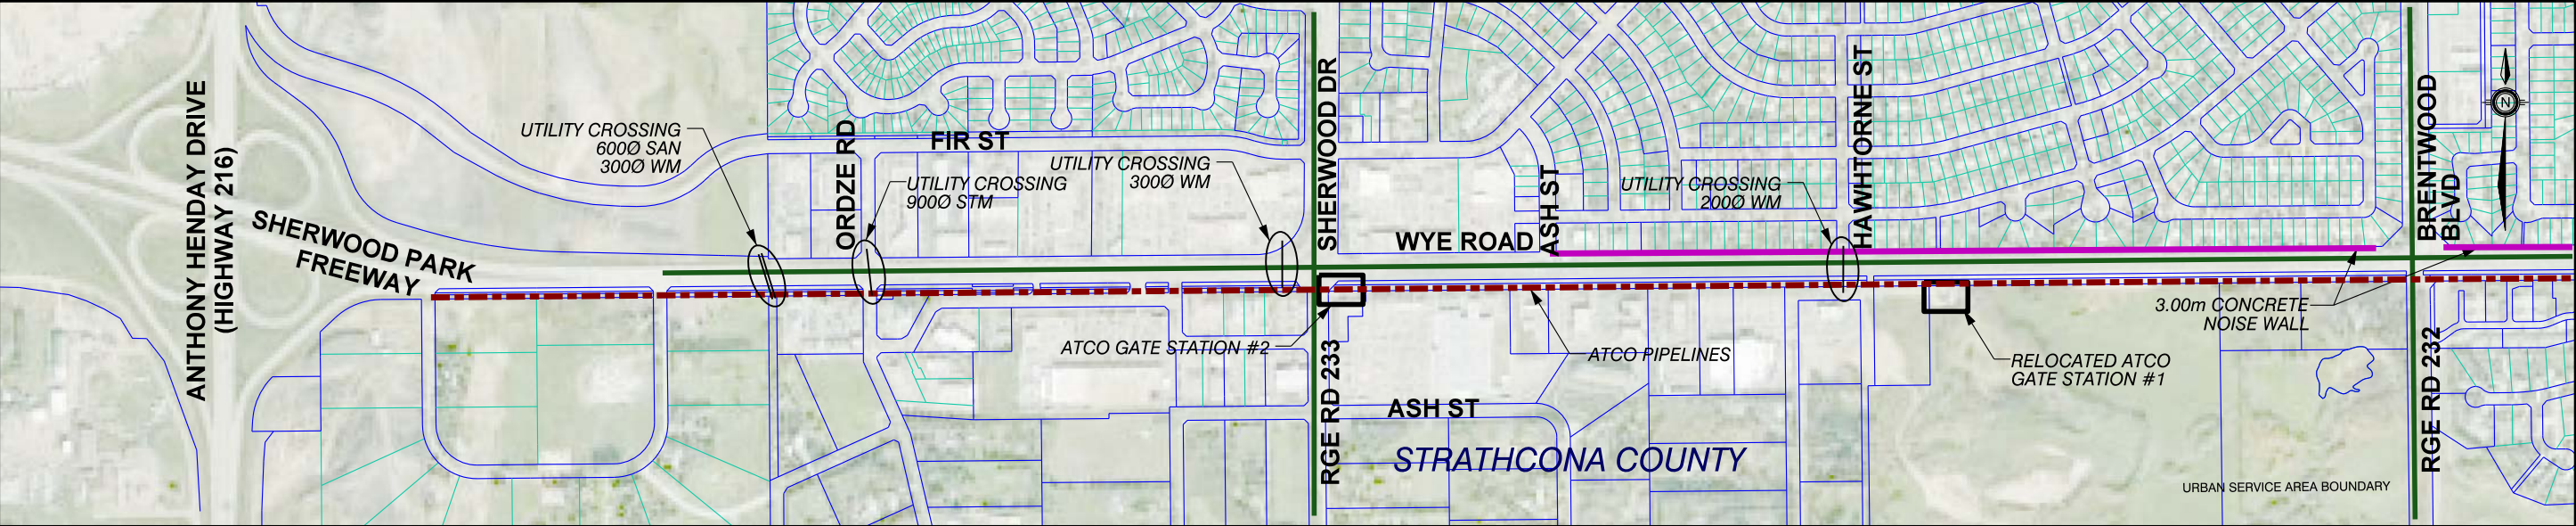 ANTHONY HENDAY DRIVE
(HIGHWAY 216)
SHERWOOD PARK
FREEWAY
UTILITY CROSSING
600Ø SAN
300Ø WM
ORDZE RD
FIR ST
UTILITY CROSSING
900Ø STM
UTILITY CROSSING
300Ø WM
SHERWOOD DR
WYE ROAD
ASH ST
UTILITY CROSSING
200Ø WM
HAWHTORNE ST
BRENTWOOD
BLVD
N
3.00m CONCRETE
NOISE WALL
ATCO GATE STATION #2
RGE RD 233
ATCO PIPELINES
RELOCATED ATCO
GATE STATION #1
RGE RD 232
ASH ST
STRATHCONA COUNTY
URBAN SERVICE AREA BOUNDARY